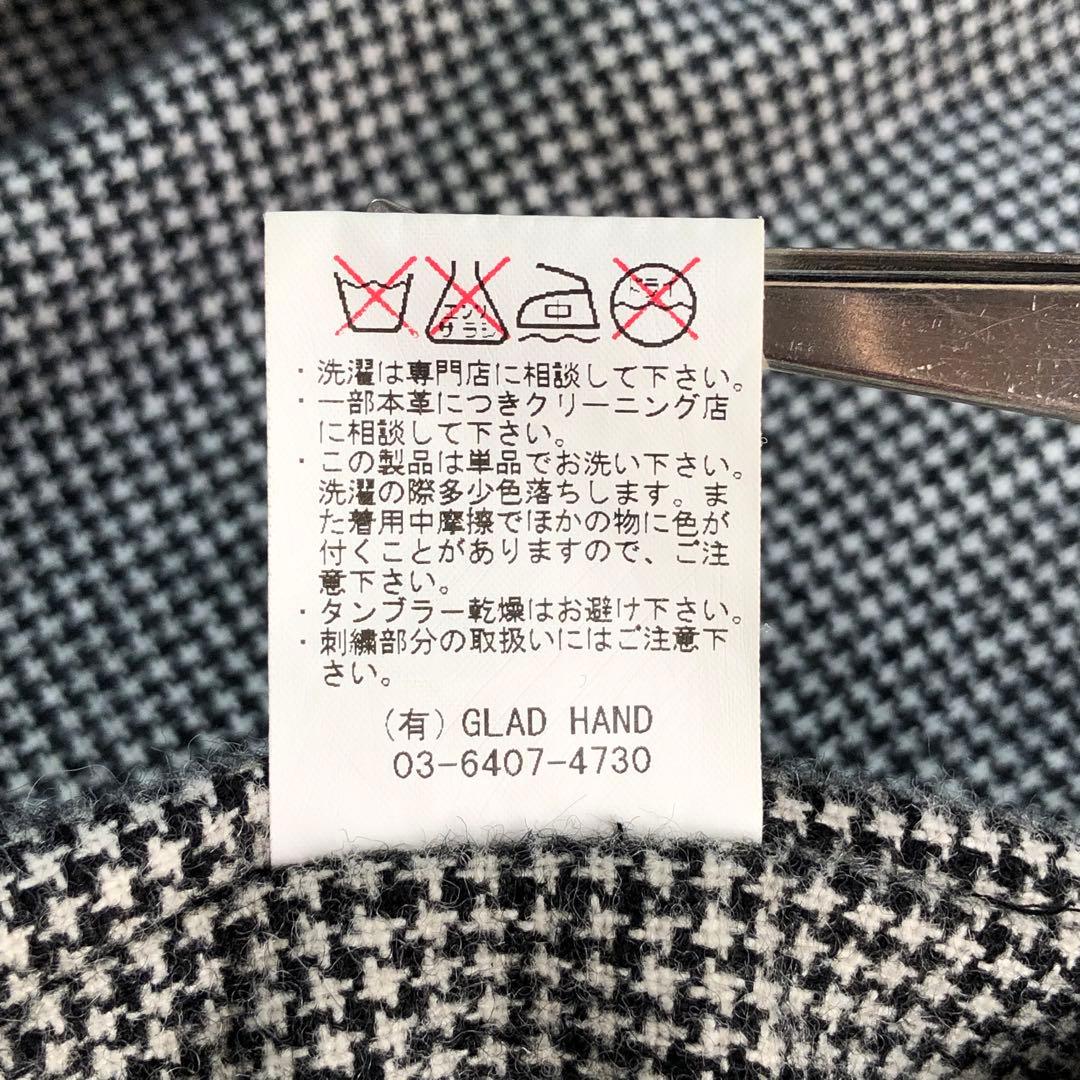 エンソ
サラシ
ドライ
・洗濯は専門店に相談して下さい。
・一部本革につきクリーニング店
に相談して下さい。
・この製品は単品でお洗い下さい。
洗濯の際多少色落ちします。ま
た着用中摩擦でほかの物に色が
付くことがありますので、ご注
意下さい。
・タンブラー乾燥はお避け下さい。
・刺繍部分の取扱いにはご注意下
さい。
(有) GLAD HAND
03-6407-4730